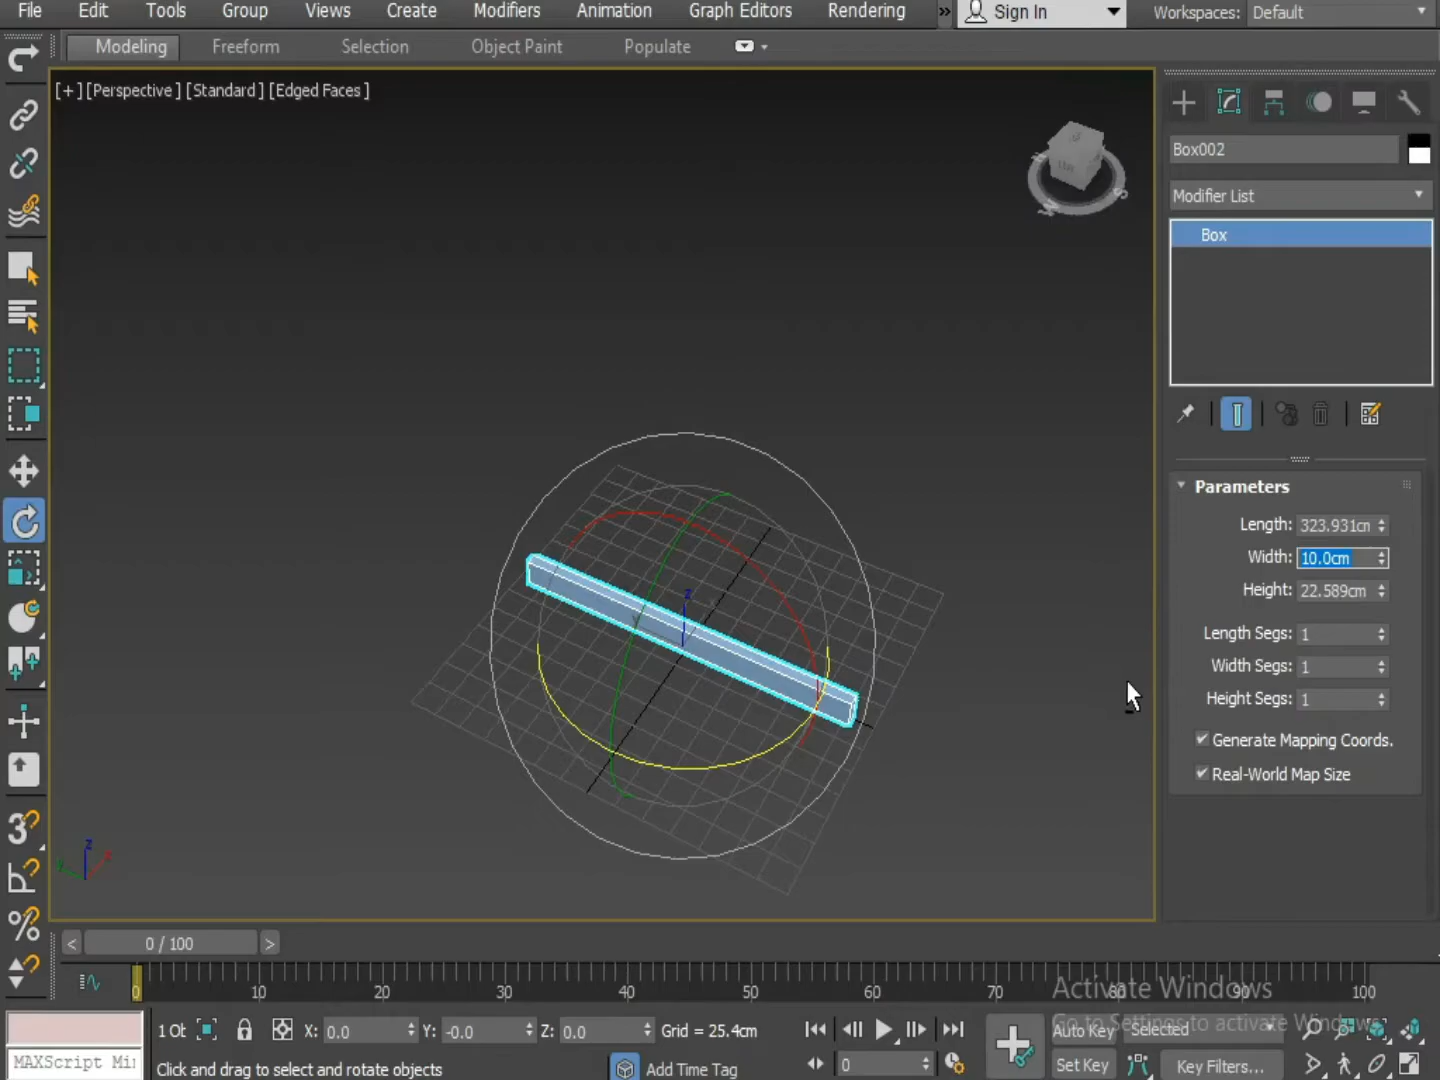 File Edit Tools Group Views Create Modifiers Animation Graph Editors Rendering » Sign In Workspaces: Default
Modeling Freeform Selection Object Paint Populate
[+] [Perspective ] [Standard ] [Edged Faces ]
Box002
Modifier List
Box
Parameters
Length: 323.931cm
Width: 10.0cm
Height: 22.589cm
Length Segs: 1
Width Segs: 1
Height Segs: 1
Generate Mapping Coords.
Real-World Map Size
z
z
y x
< 0 / 100 >
0 10 20 30 40 50 60 70 80 90 100
Activate Windows
Go to Settings to activate Windows.
1 Ob X: 0.0 Y: -0.0 Z: 0.0 Grid = 25.4cm Auto Key Selected
MAXScript Mi
Click and drag to select and rotate objects Add Time Tag 0 Set Key Key Filters...